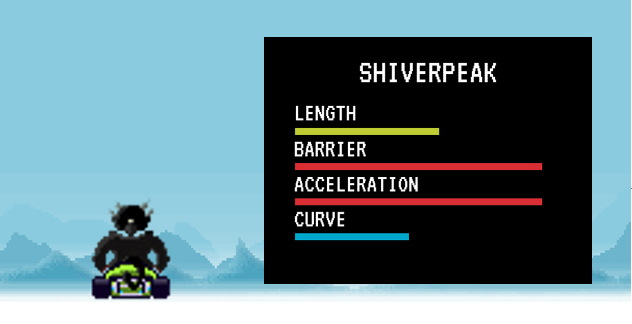 SHIVERPEAK
LENGTH
BARRIER
ACCELERATION
CURVE